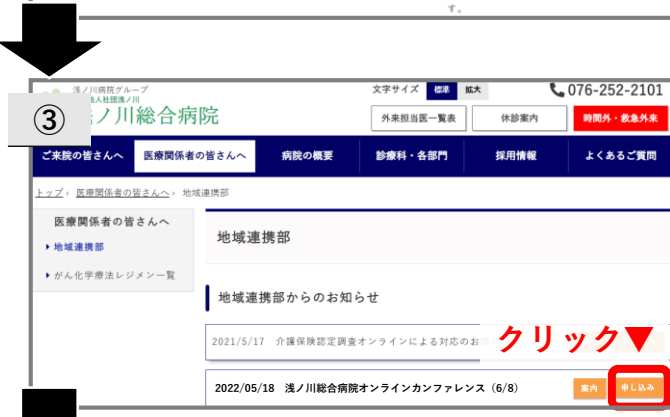 す。
③
浅ノ川病院グループ
法人社団浅ノ川
ノ川総合病院
文字サイズ 標準 拡大 076-252-2101
外来担当医一覧表 休診案内 時間外・救急外来
ご来院の皆さんへ 医療関係者の皆さんへ 病院の概要 診療科・各部門 採用情報 よくあるご質問
トップ› 医療関係者の皆さんへ› 地域連携部
医療関係者の皆さんへ
地域連携部
がん化学療法レジメン一覧
地域連携部
地域連携部からのお知らせ
2021/5/17 介護保険認定調査オンラインによる対応のお
クリック▼
2022/05/18 浅ノ川総合病院オンラインカンファレンス（6/8） 案内 申し込み